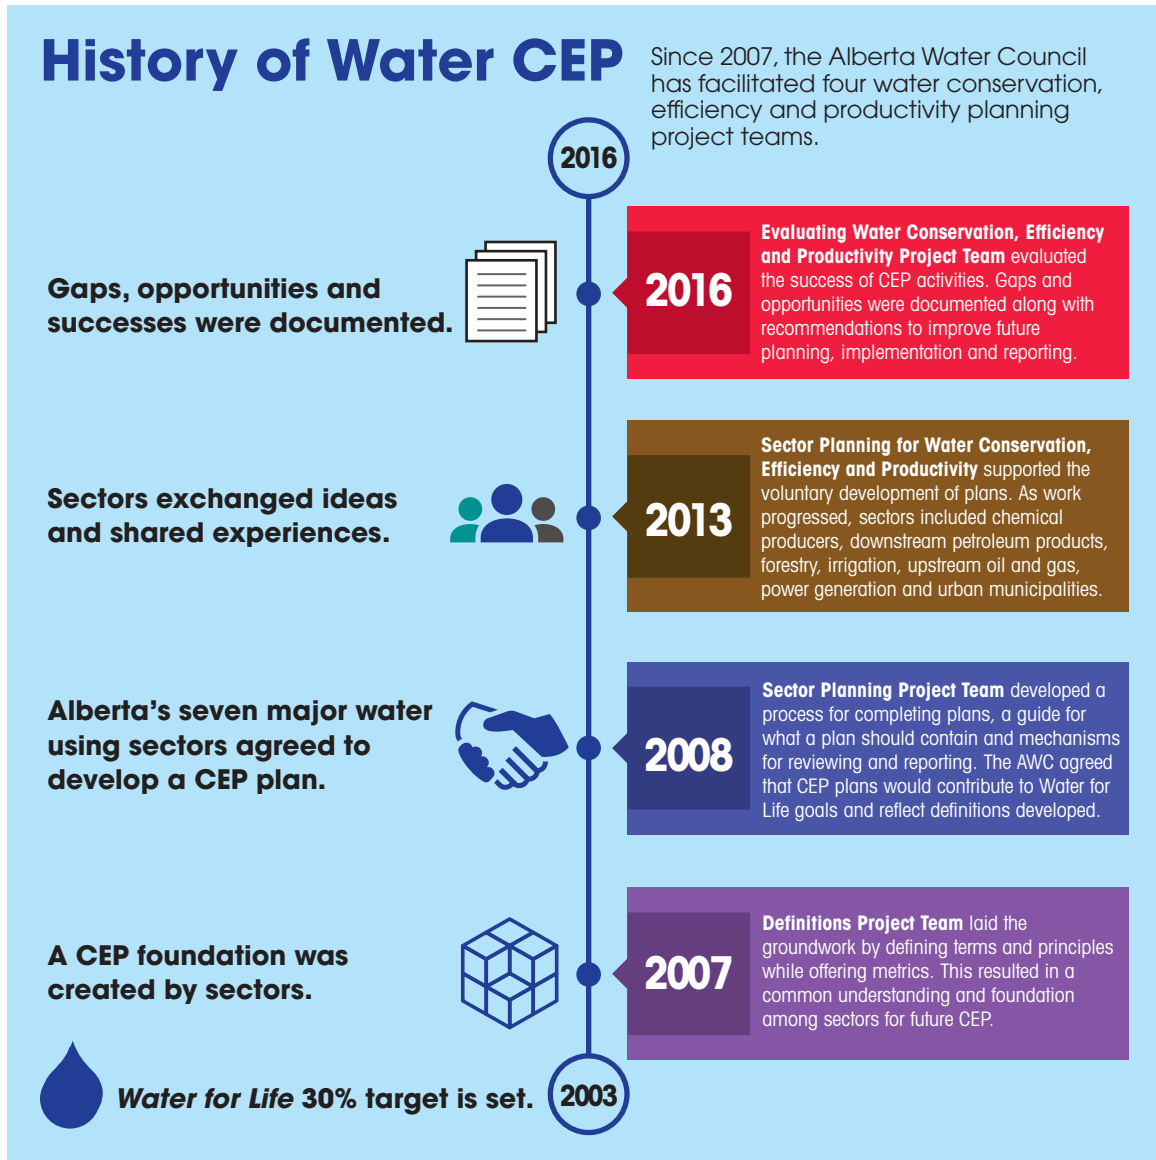 History of Water CEP
Since 2007, the Alberta Water Council
has facilitated four water conservation,
efficiency and productivity planning
project teams.
2016
Gaps, opportunities and
successes were documented.
2016
Evaluating Water Conservation, Efficiency
and Productivity Project Team evaluated
the success of CEP activities. Gaps and
opportunities were documented along with
recommendations to improve future
planning, implementation and reporting.
Sectors exchanged ideas
and shared experiences.
2013
Sector Planning for Water Conservation,
Efficiency and Productivity supported the
voluntary development of plans. As work
progressed, sectors included chemical
producers, downstream petroleum products,
forestry, irrigation, upstream oil and gas,
power generation and urban municipalities.
Alberta's seven major water
using sectors agreed to
develop a CEP plan.
2008
Sector Planning Project Team developed a
process for completing plans, a guide for
what a plan should contain and mechanisms
for reviewing and reporting. The AWC agreed
that CEP plans would contribute to Water for
Life goals and reflect definitions developed.
A CEP foundation was
created by sectors.
2007
Definitions Project Team laid the
groundwork by defining terms and principles
while offering metrics. This resulted in a
common understanding and foundation
among sectors for future CEP.
Water for Life 30% target is set.
2003